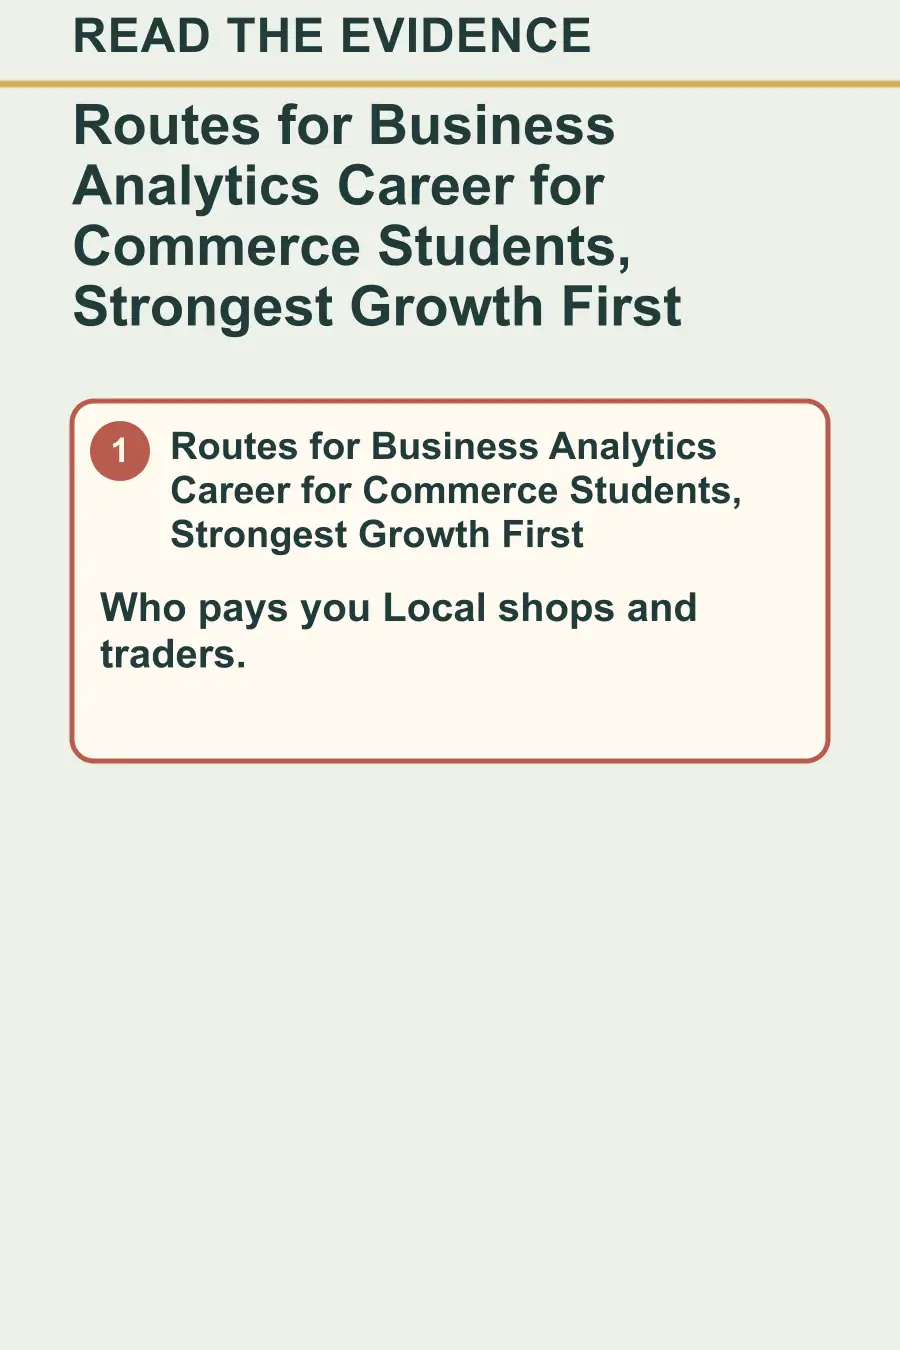 READ THE EVIDENCE
Routes for Business
Analytics Career for
Commerce Students,
Strongest Growth First
1
Routes for Business Analytics
Career for Commerce Students,
Strongest Growth First
Who pays you Local shops and
traders.